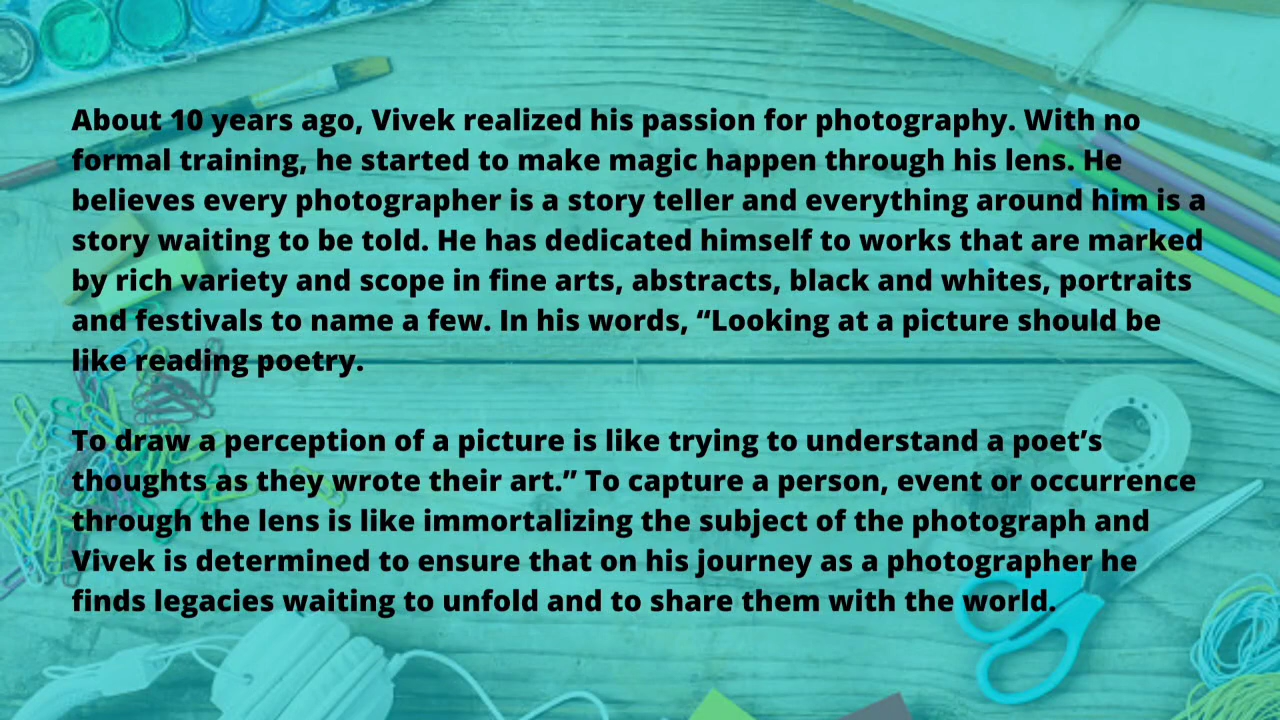 About 10 years ago, Vivek realized his passion for photography. With no
formal training, he started to make magic happen through his lens. He
believes every photographer is a story teller and everything around him is a
story waiting to be told. He has dedicated himself to works that are marked
by rich variety and scope in fine arts, abstracts, black and whites, portraits
and festivals to name a few. In his words, “Looking at a picture should be
like reading poetry.
To draw a perception of a picture is like trying to understand a poet’s
thoughts as they wrote their art.” To capture a person, event or occurrence
through the lens is like immortalizing the subject of the photograph and
Vivek is determined to ensure that on his journey as a photographer he
finds legacies waiting to unfold and to share them with the world.